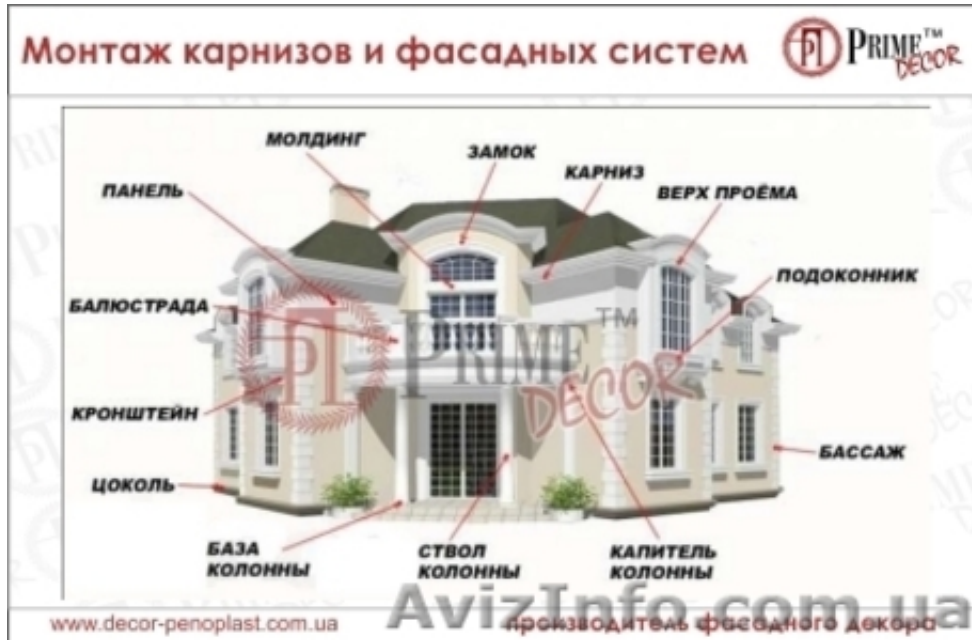 Монтаж карнизов и фасадных систем
PRIME™
DECOR
МОЛДИНГ
ЗАМОК
КАРНИЗ
ПАНЕЛЬ
ВЕРХ ПРОЁМА
ПОДОКОННИК
БАЛЮСТРАДА
PRIME™
DECOR
КРОНШТЕЙН
БАССАЖ
ЦОКОЛЬ
БАЗА
КОЛОННЫ
СТВОЛ
КОЛОННЫ
КАПИТЕЛЬ
КОЛОННЫ
AvizInfo.com.ua
www.decor-penoplast.com.ua
производитель фасадного декора